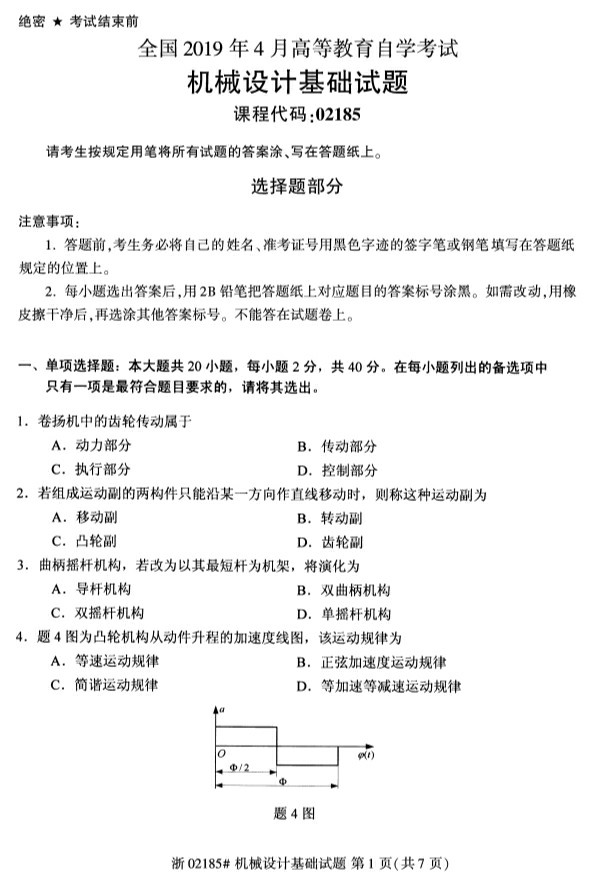 绝密 ★ 考试结束前
全国 2019 年 4 月高等教育自学考试
机械设计基础试题
课程代码:02185
请考生按规定用笔将所有试题的答案涂、写在答题纸上。
选择题部分
注意事项:
1. 答题前,考生务必将自己的姓名、准考证号用黑色字迹的签字笔或钢笔填写在答题纸
规定的位置上。
2. 每小题选出答案后,用 2B 铅笔把答题纸上对应题目的答案标号涂黑。如需改动,用橡
皮擦干净后,再选涂其他答案标号。不能答在试题卷上。
一、单项选择题：本大题共 20 小题，每小题 2 分，共 40 分。在每小题列出的备选项中
只有一项是最符合题目要求的，请将其选出。
1．卷扬机中的齿轮传动属于
A．动力部分 B．传动部分
C．执行部分 D．控制部分
2．若组成运动副的两构件只能沿某一方向作直线移动时，则称这种运动副为
A．移动副 B．转动副
C．凸轮副 D．齿轮副
3．曲柄摇杆机构，若改为以其最短杆为机架，将演化为
A．导杆机构 B．双曲柄机构
C．双摇杆机构 D．单摇杆机构
4．题 4 图为凸轮机构从动件升程的加速度线图，该运动规律为
A．等速运动规律 B．正弦加速度运动规律
C．简谐运动规律 D．等加速等减速运动规律
a
O φ(t)
Φ/2
Φ
题 4 图
浙 02185# 机械设计基础试题 第 1 页(共 7 页)